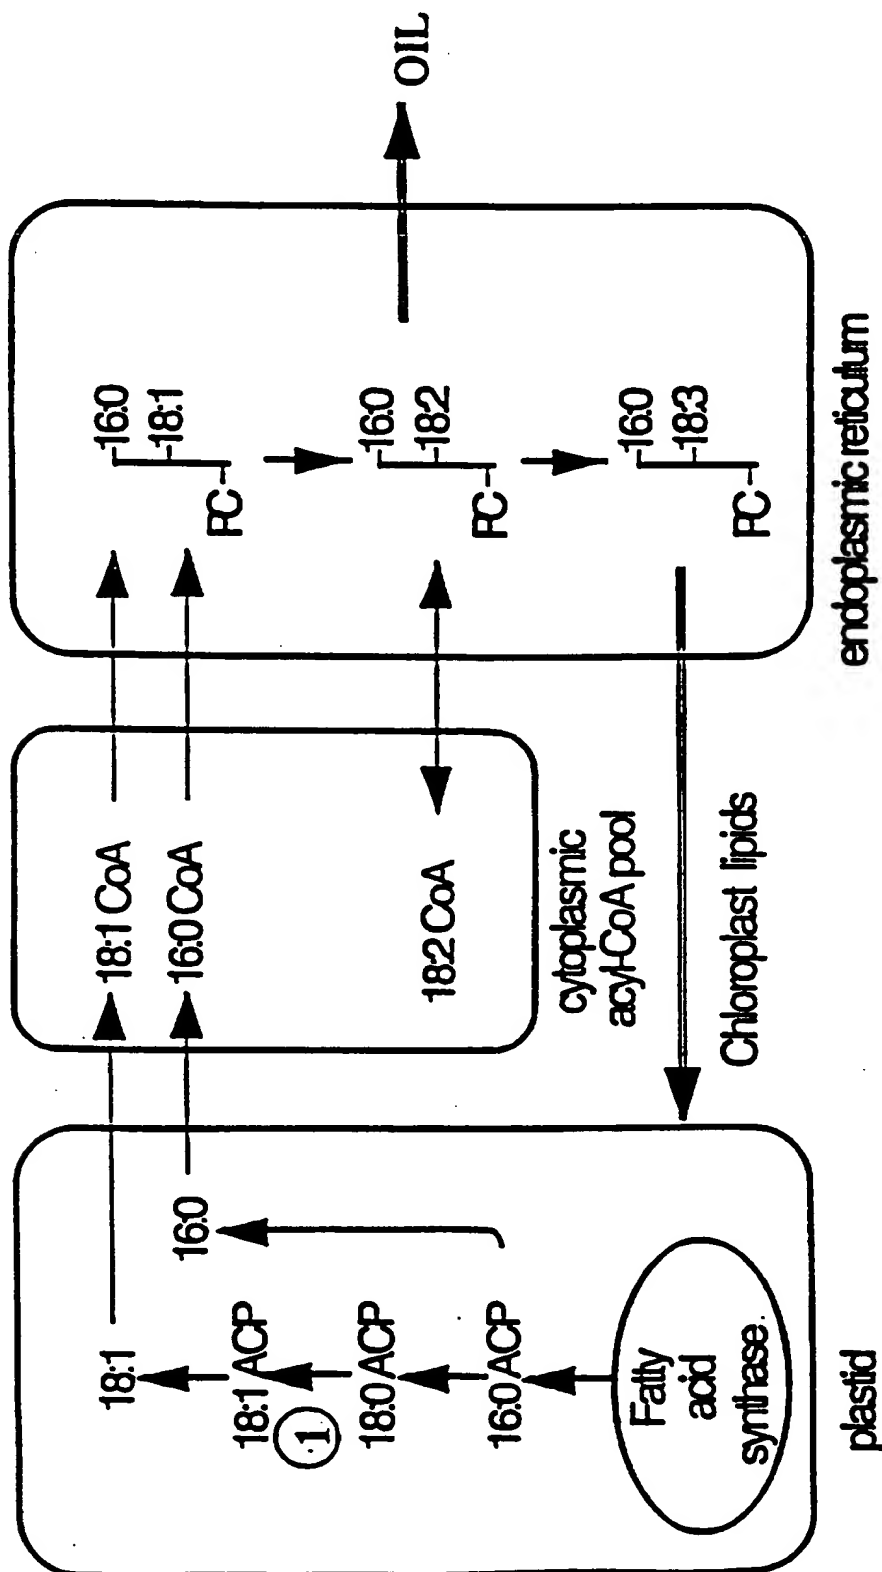 18:1
18:1 ACP
1
18:0 ACP
16:0 ACP
16:0
Fatty
acid
synthase.
plastid
18:1 CoA
16:0 CoA
18:2 CoA
cytoplasmic
acyl-CoA pool
Chloroplast lipids
16:0
18:1
PC
16:0
18:2
PC
16:0
18:3
PC
endoplasmic reticulum
OIL